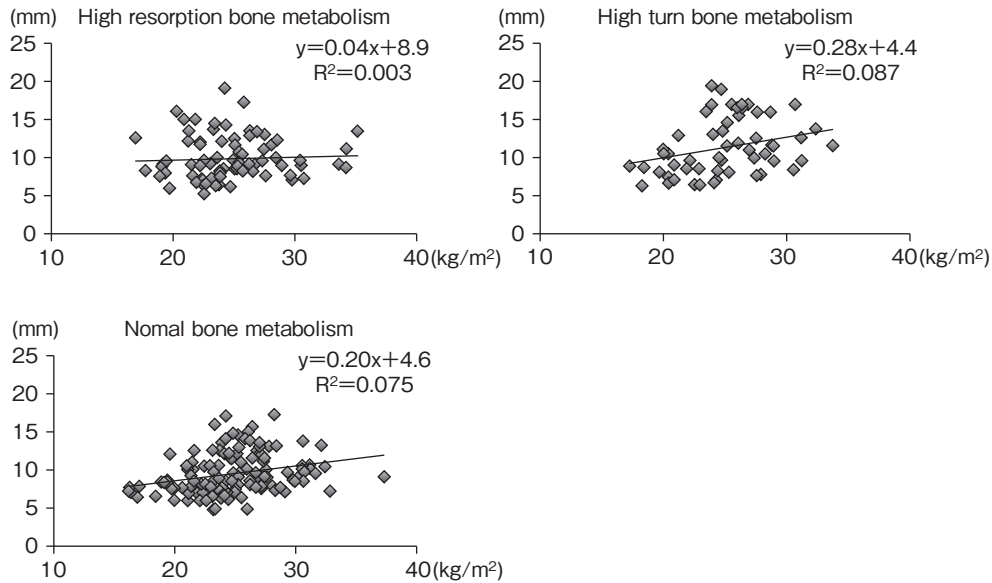 (mm) High resorption bone metabolism
y=0.04x+8.9
R²=0.003
25
20
15
10
5
0
10 20 30 40 (kg/m²)
(mm) High turn bone metabolism
y=0.28x+4.4
R²=0.087
25
20
15
10
5
0
10 20 30 40 (kg/m²)
(mm) Nomal bone metabolism
y=0.20x+4.6
R²=0.075
25
20
15
10
5
0
10 20 30 40 (kg/m²)